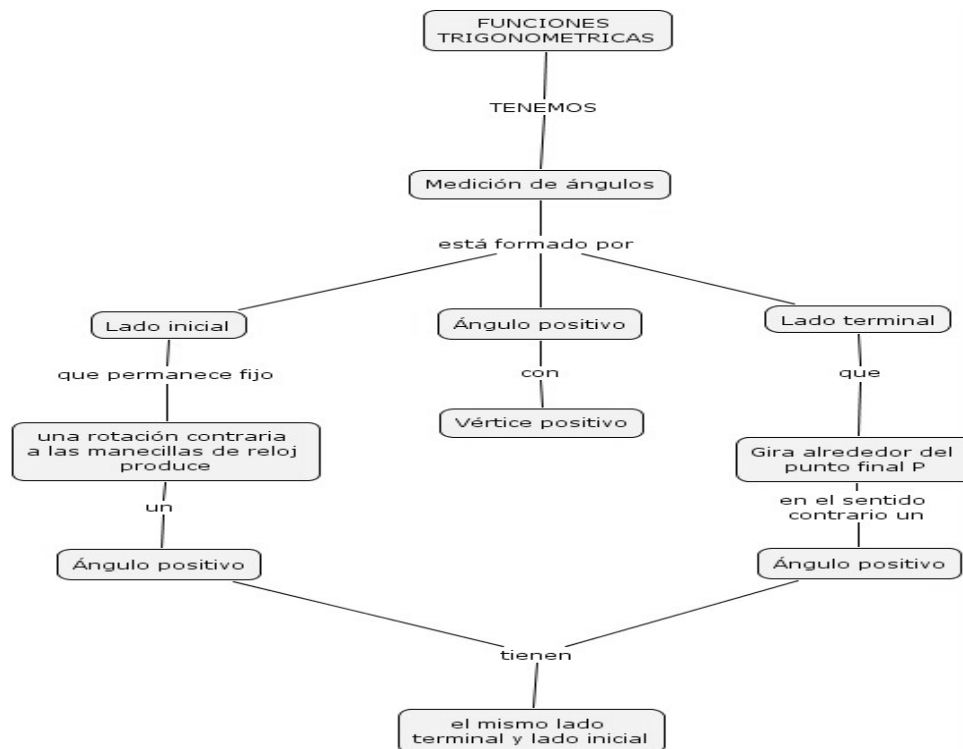 FUNCIONES
TRIGONOMETRICAS
TENEMOS
Medición de ángulos
está formado por
Lado inicial
Ángulo positivo
Lado terminal
que permanece fijo
con
que
una rotación contraria
a las manecillas de reloj
produce
Vértice positivo
Gira alrededor del
punto final P
un
en el sentido
contrario un
Ángulo positivo
Ángulo positivo
tienen
el mismo lado
terminal y lado inicial